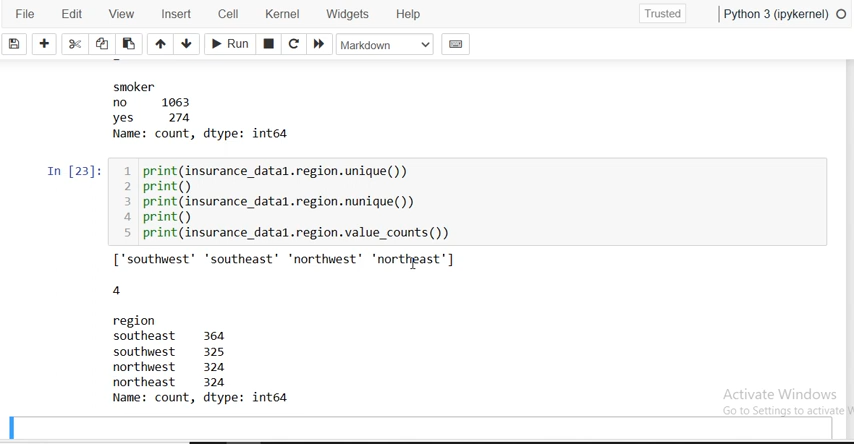 File Edit View Insert Cell Kernel Widgets Help Trusted Python 3 (ipykernel)
Run Markdown
smoker
no 1063
yes 274
Name: count, dtype: int64
In [23]:
1 print(insurance_data1.region.unique())
2 print()
3 print(insurance_data1.region.nunique())
4 print()
5 print(insurance_data1.region.value_counts())
['southwest' 'southeast' 'northwest' 'northeast']
4
region
southeast 364
southwest 325
northwest 324
northeast 324
Name: count, dtype: int64
Activate Windows
Go to Settings to activate W